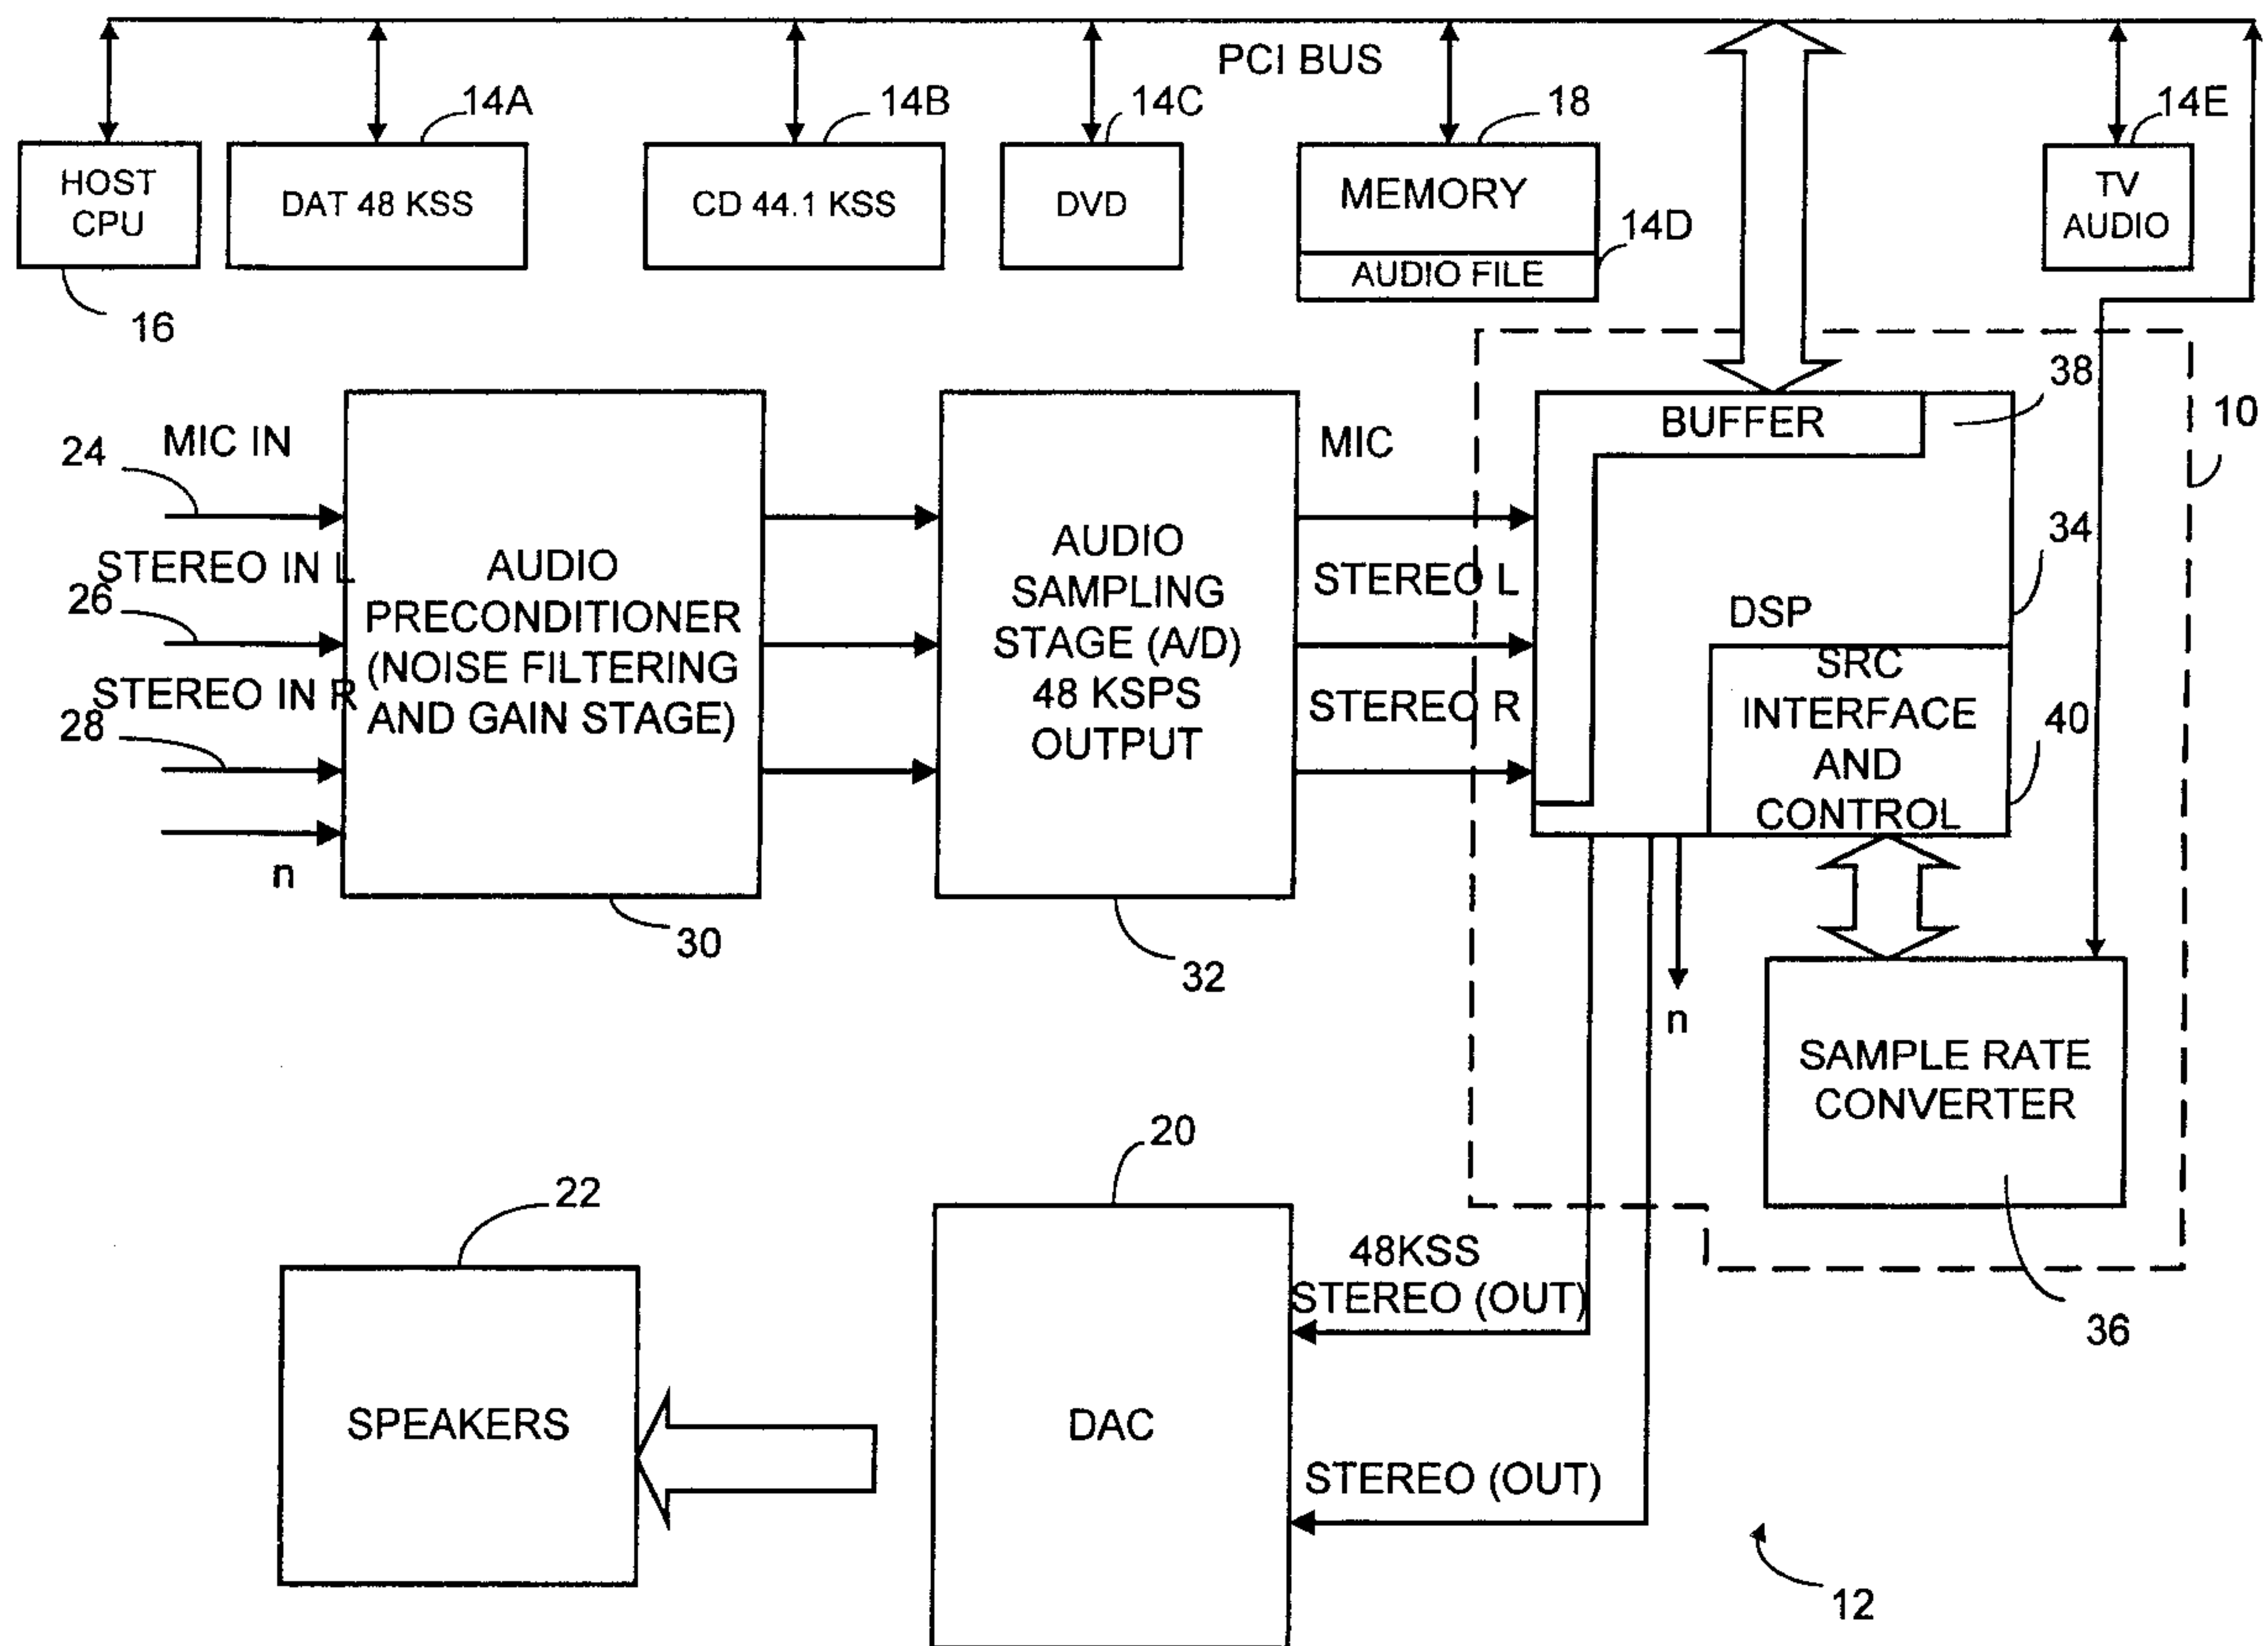 PCI BUS
14A
14B
14C
18
14E
HOST
CPU
DAT 48 KSS
CD 44.1 KSS
DVD
MEMORY
AUDIO FILE
14D
TV
AUDIO
16
38
10
MIC IN
24
STEREO IN L
26
STEREO IN R
28
n
AUDIO
PRECONDITIONER
(NOISE FILTERING
AND GAIN STAGE)
30
AUDIO
SAMPLING
STAGE (A/D)
48 KSPS
OUTPUT
32
MIC
STEREO L
STEREO R
BUFFER
DSP
34
SRC
INTERFACE
AND
CONTROL
40
n
SAMPLE RATE
CONVERTER
36
20
22
48KSS
STEREO (OUT)
SPEAKERS
DAC
STEREO (OUT)
12